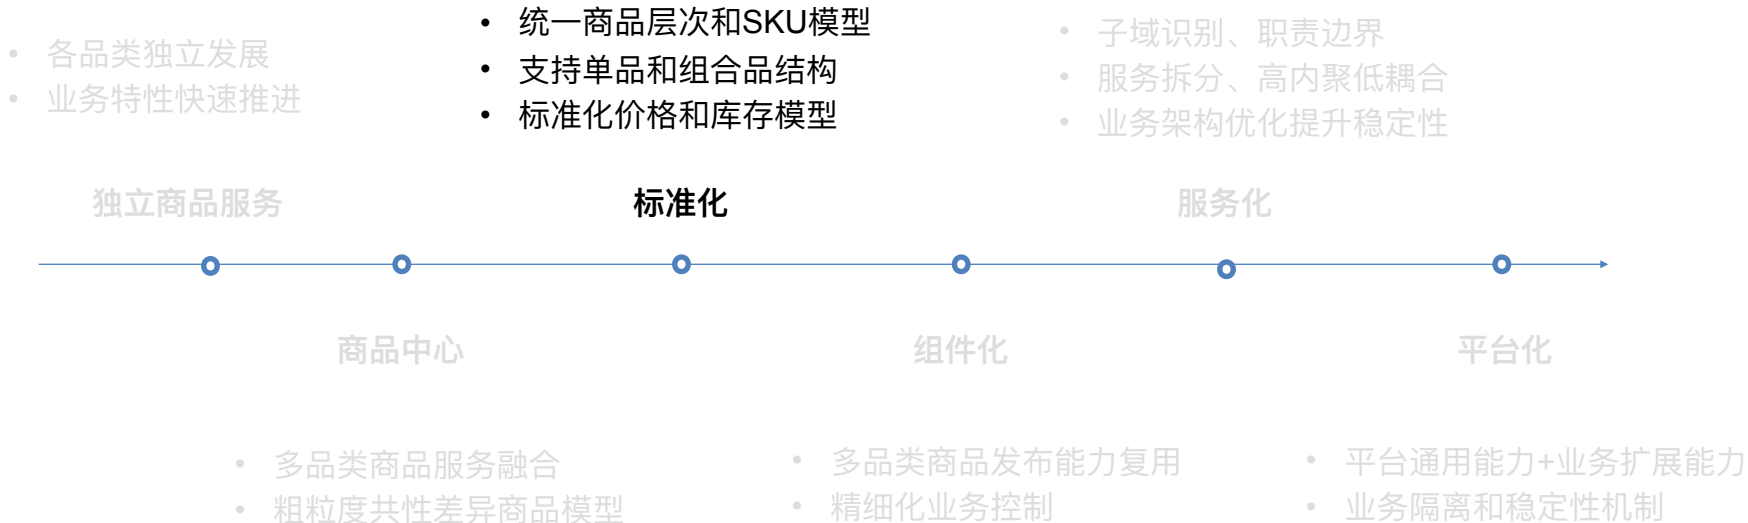 • 各品类独立发展
• 业务特性快速推进
• 统一商品层次和SKU模型
• 支持单品和组合品结构
• 标准化价格和库存模型
• 子域识别、职责边界
• 服务拆分、高内聚低耦合
• 业务架构优化提升稳定性
独立商品服务
标准化
服务化
商品中心
组件化
平台化
• 多品类商品服务融合
• 粗粒度共性差异商品模型
• 多品类商品发布能力复用
• 精细化业务控制
• 平台通用能力+业务扩展能力
• 业务隔离和稳定性机制